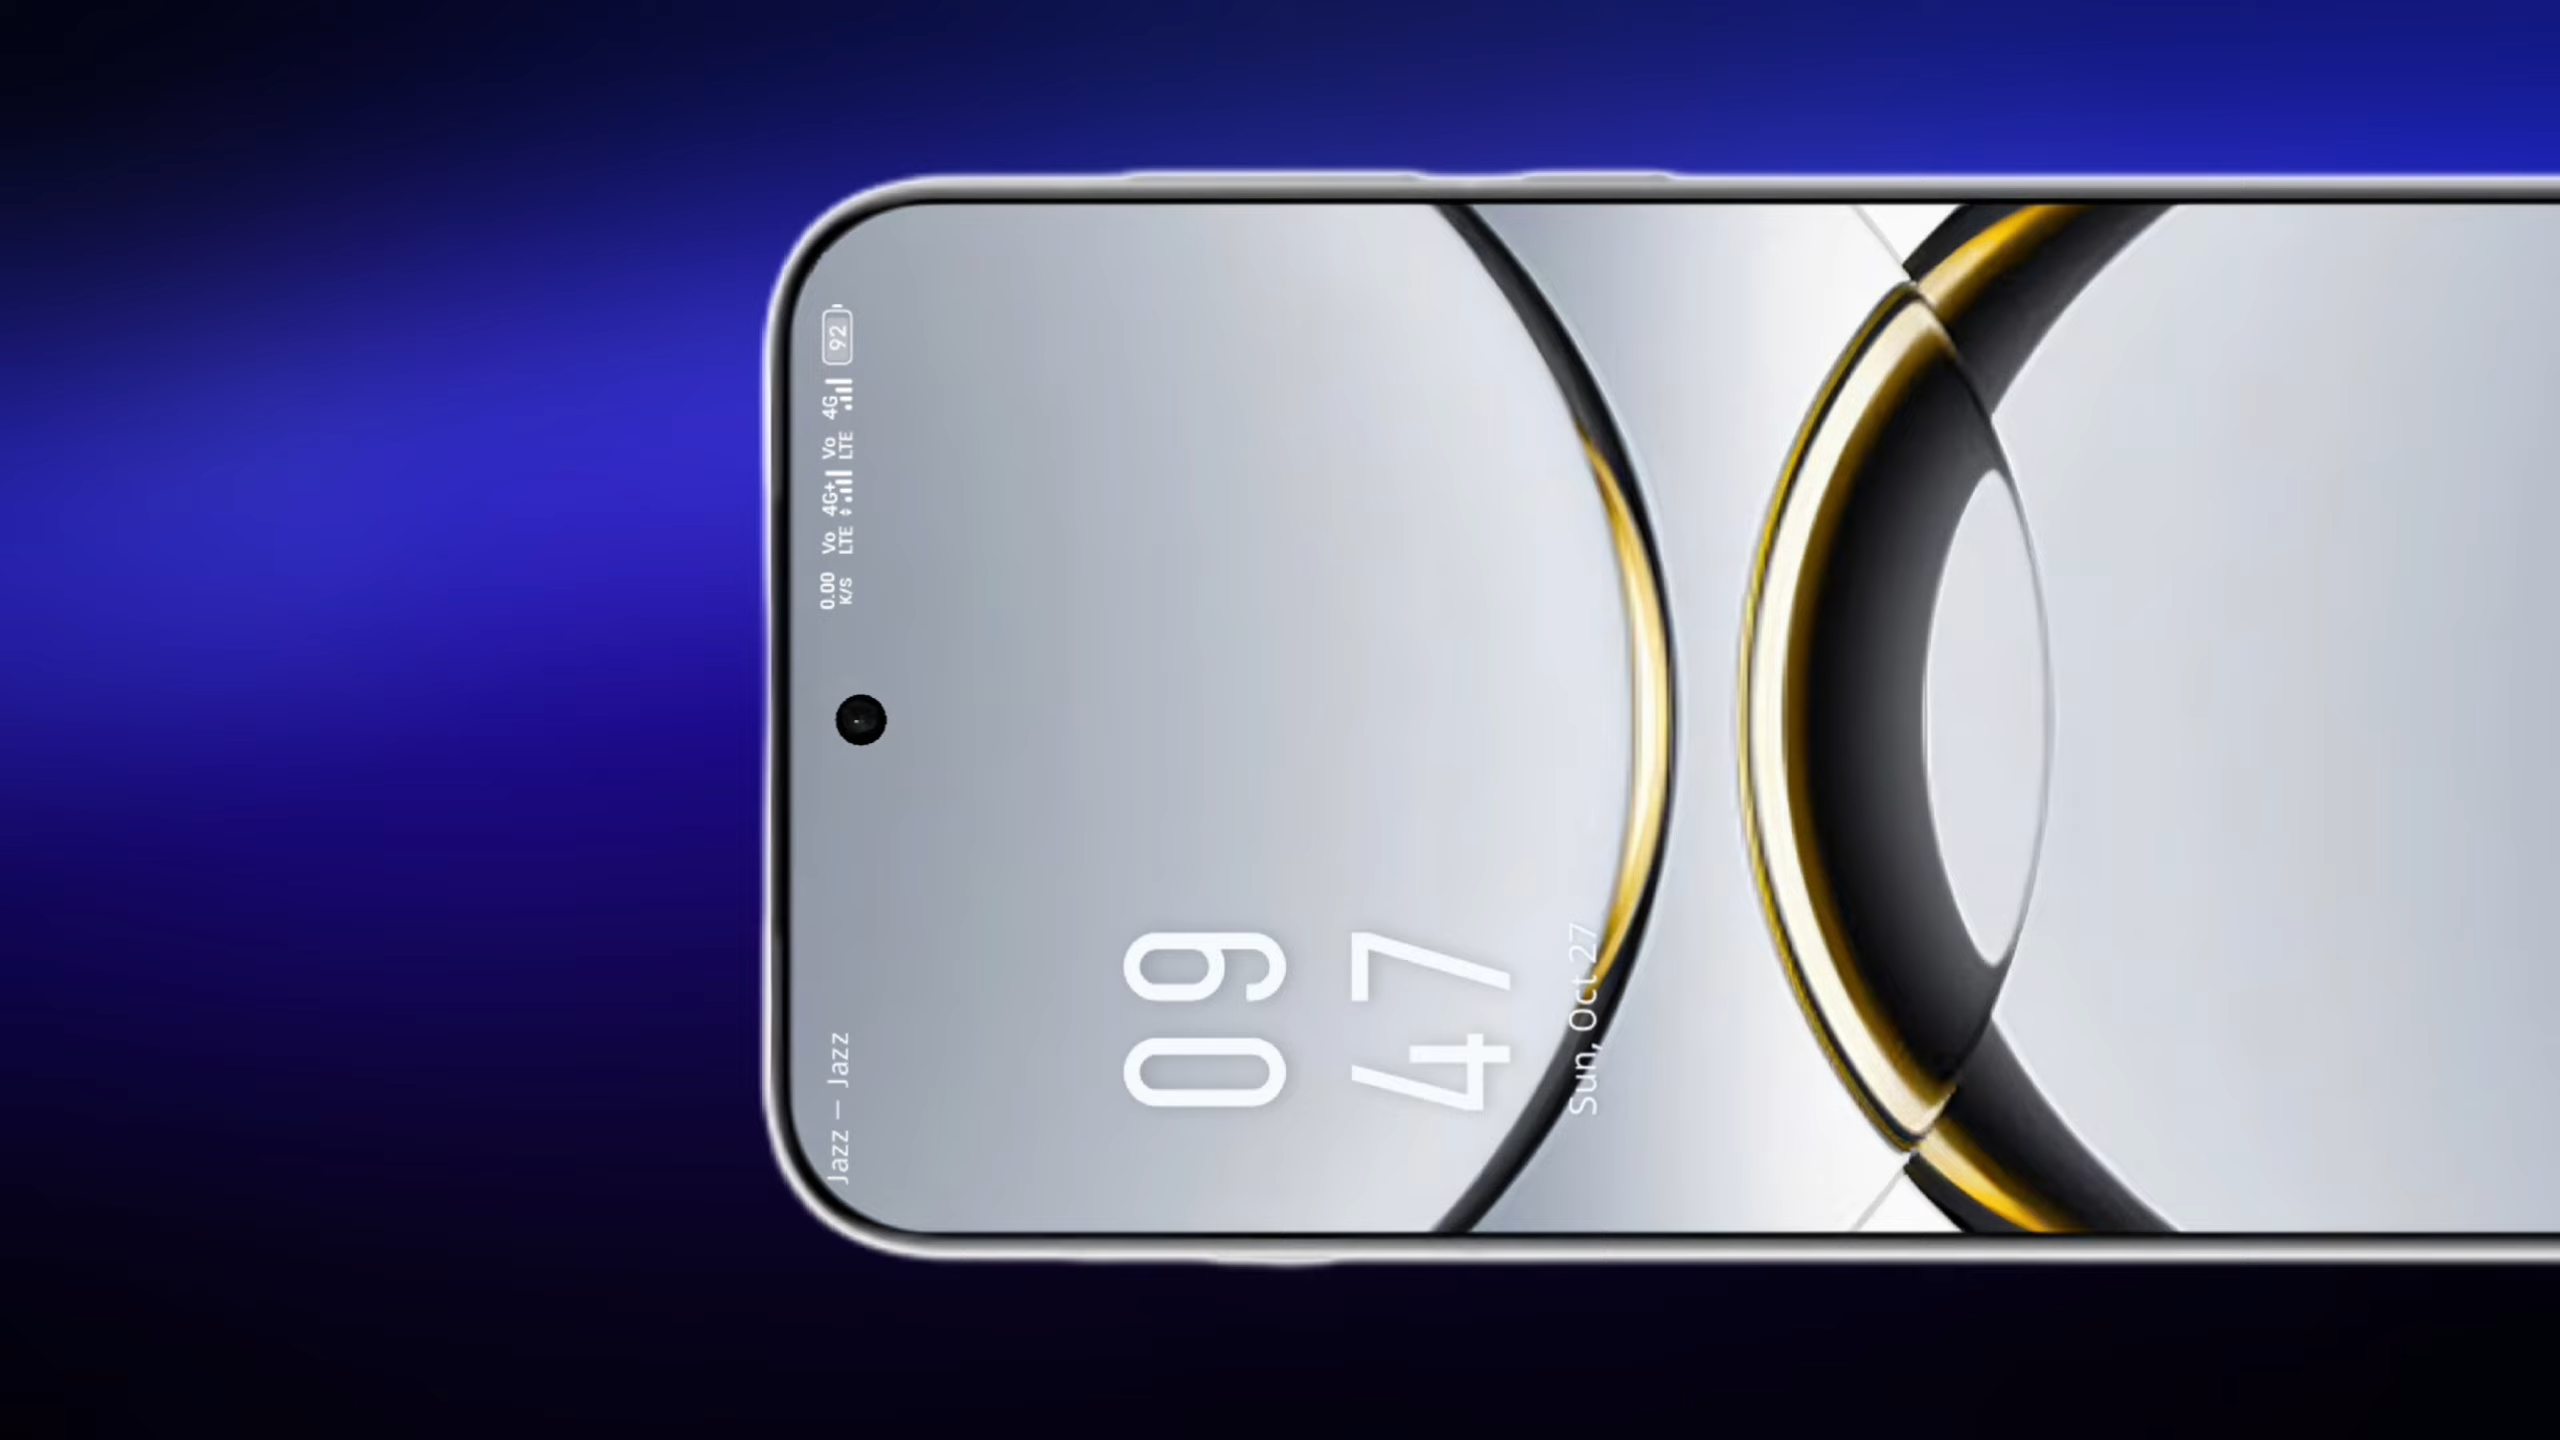 Jazz — Jazz
0.00 K/S Vo LTE 4G+ Vo LTE 4G 92
09
47
Sun, Oct 27